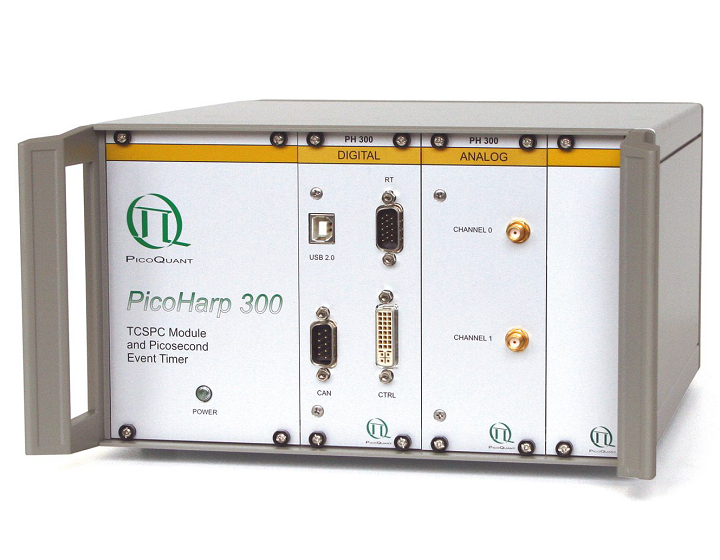 PICOQUANT
PicoHarp 300
TCSPC Module
and Picosecond
Event Timer
POWER
PH 300
DIGITAL
RT
USB 2.0
CAN
CTRL
PICOQUANT
PH 300
ANALOG
CHANNEL 0
CHANNEL 1
PICOQUANT
PICOQUANT